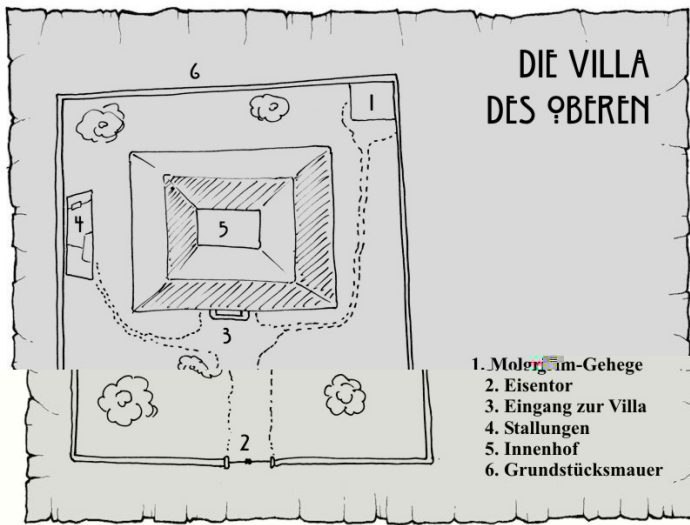 DIE VILLA
DES OBEREN
6
1
4
5
3
2
1. -Gehege
2. Eisentor
3. Eingang zur Villa
4. Stallungen
5. Innenhof
6. Grundstücksmauer